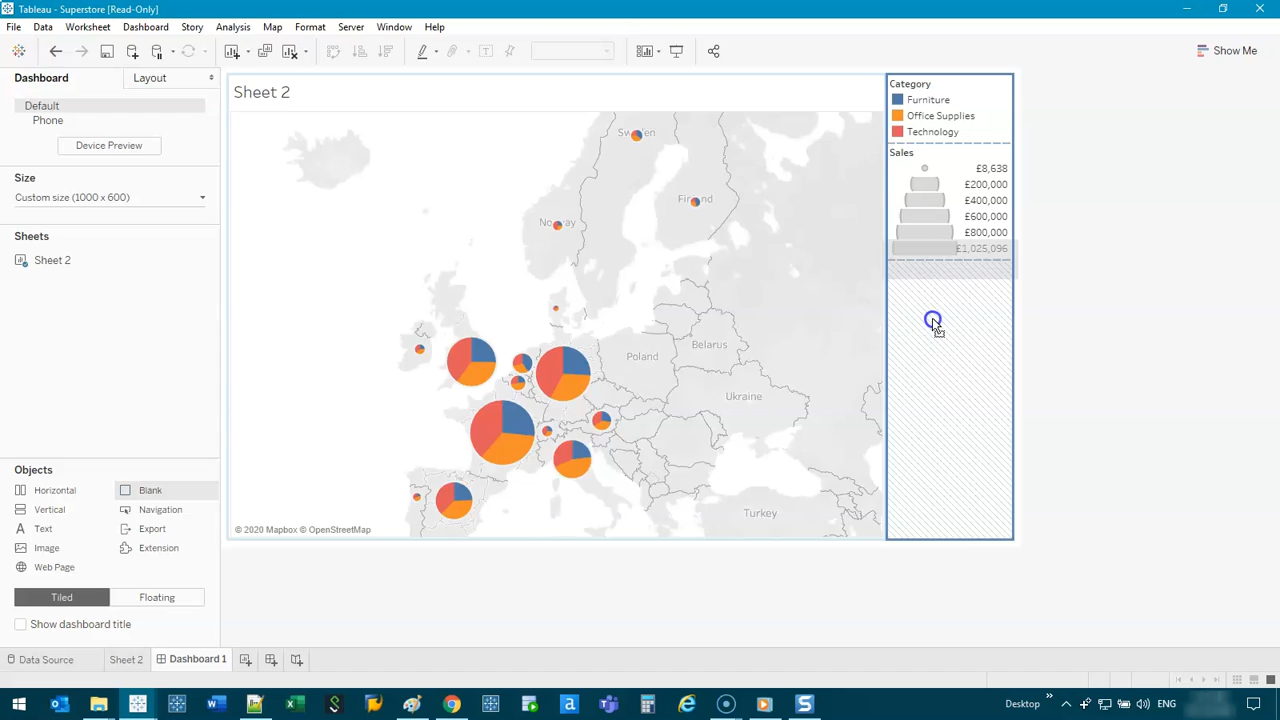 Tableau - Superstore [Read-Only]
File Data Worksheet Dashboard Story Analysis Map Format Server Window Help
Show Me
Dashboard Layout
Default
Phone
Device Preview
Size
Custom size (1000 x 600)
Sheets
Sheet 2
Objects
Horizontal Blank
Vertical Navigation
Text Export
Image Extension
Web Page
Tiled Floating
Show dashboard title
Sheet 2
Sweden
Finland
Norway
Belarus
Poland
Ukraine
Turkey
© 2020 Mapbox © OpenStreetMap
Category
Furniture
Office Supplies
Technology
Sales
£8,638
£200,000
£400,000
£600,000
£800,000
£1,025,096
Data Source Sheet 2 Dashboard 1
Desktop ENG